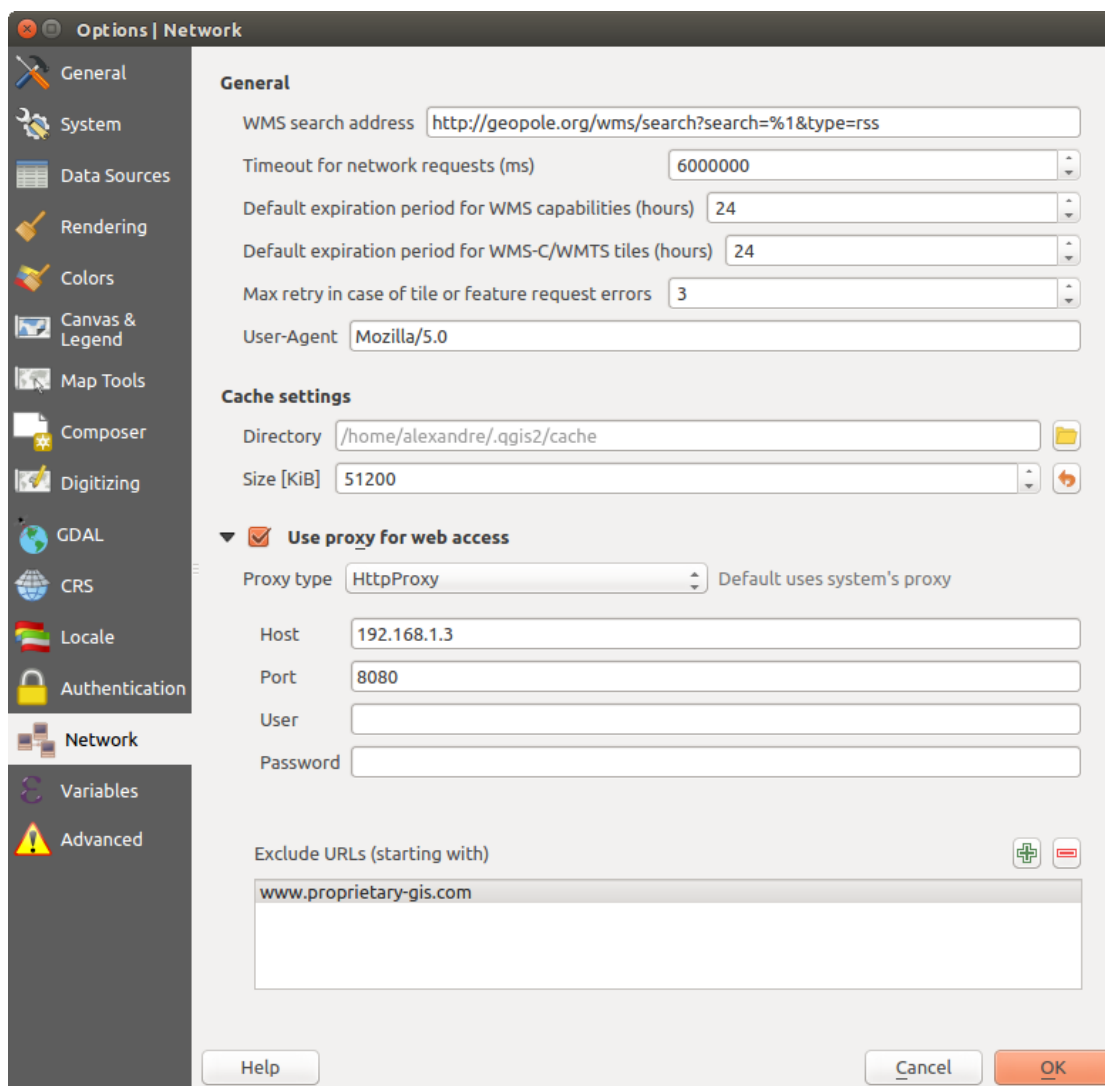 Options | Network
General
System
Data Sources
Rendering
Colors
Canvas &
Legend
Map Tools
Composer
Digitizing
GDAL
CRS
Locale
Authentication
Network
Variables
Advanced
General
WMS search address http://geopole.org/wms/search?search=%1&type=rss
Timeout for network requests (ms) 6000000
Default expiration period for WMS capabilities (hours) 24
Default expiration period for WMS-C/WMTS tiles (hours) 24
Max retry in case of tile or feature request errors 3
User-Agent Mozilla/5.0
Cache settings
Directory /home/alexandre/.qgis2/cache
Size [KiB] 51200
Use proxy for web access
Proxy type HttpProxy Default uses system's proxy
Host 192.168.1.3
Port 8080
User
Password
Exclude URLs (starting with)
www.proprietary-gis.com
Help Cancel OK